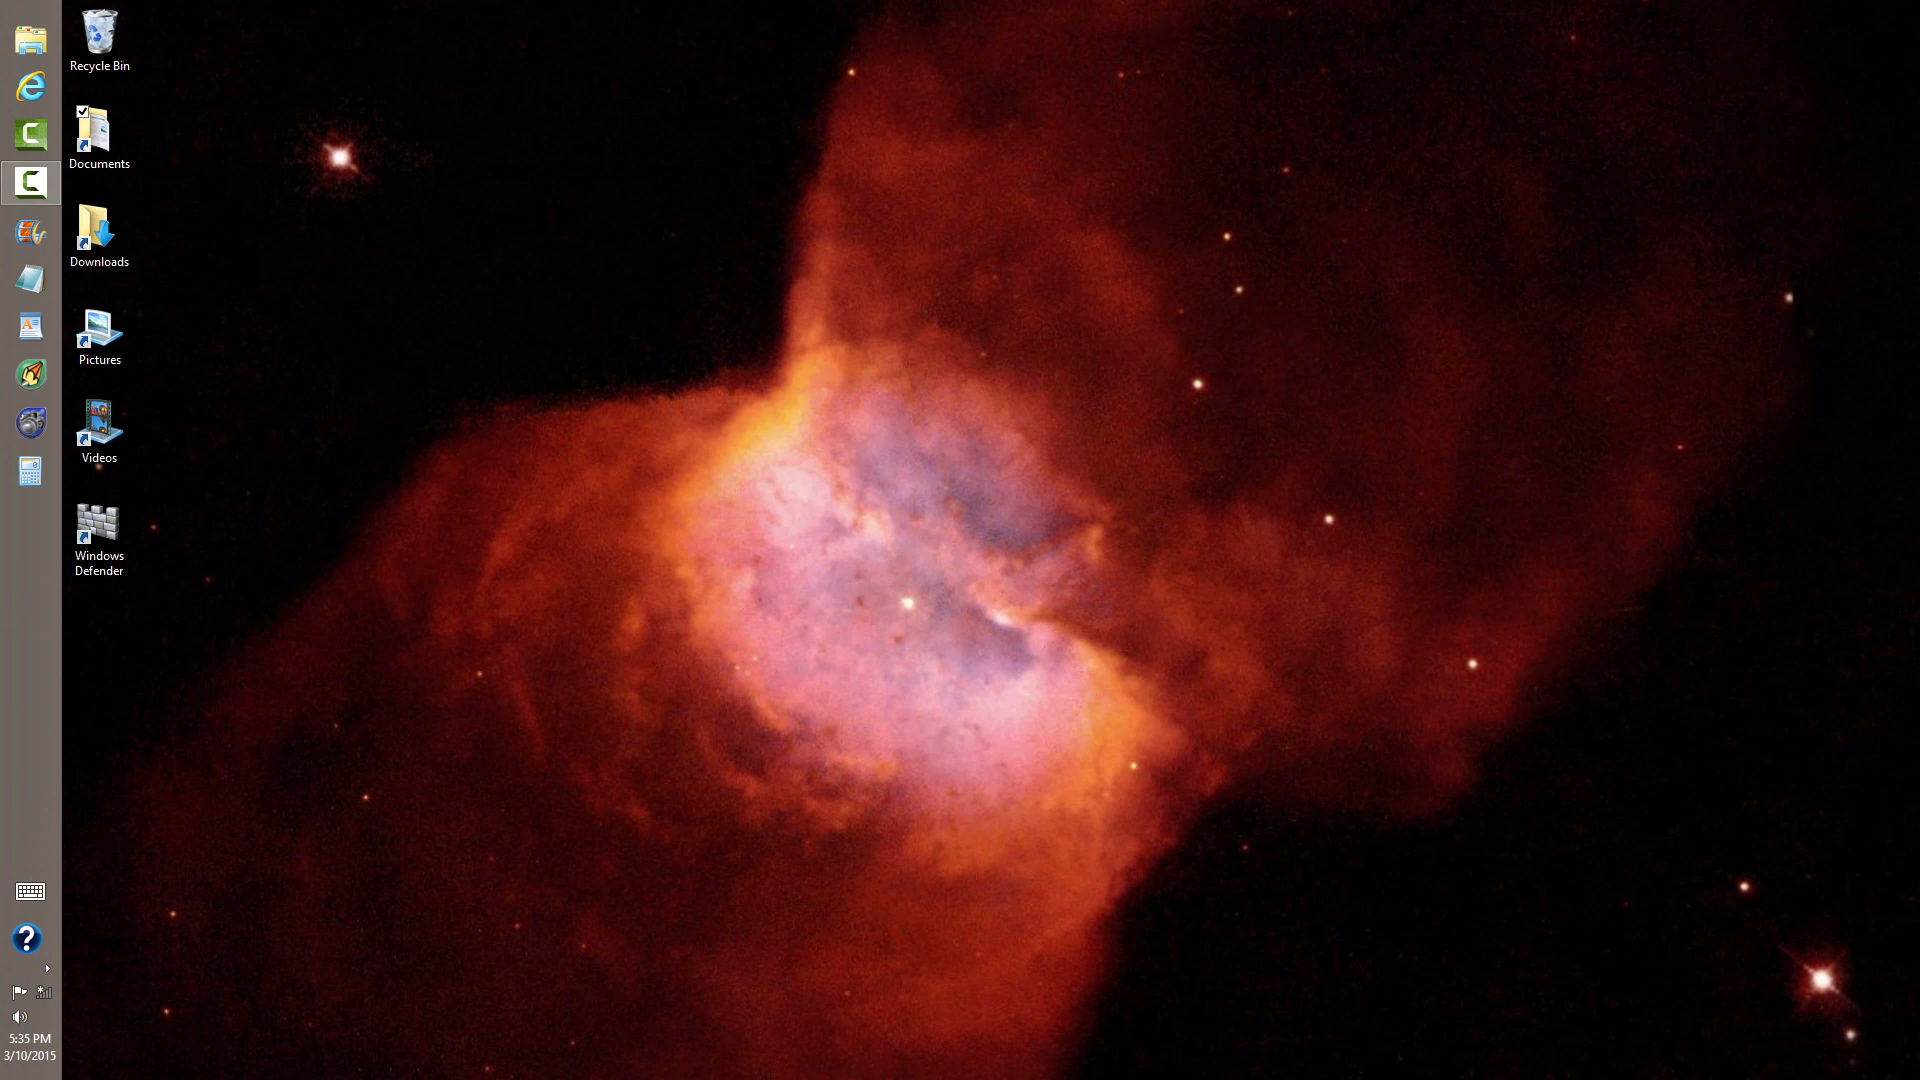 Recycle Bin
Documents
Downloads
Pictures
Videos
Windows
Defender
5:35 PM
3/10/2015